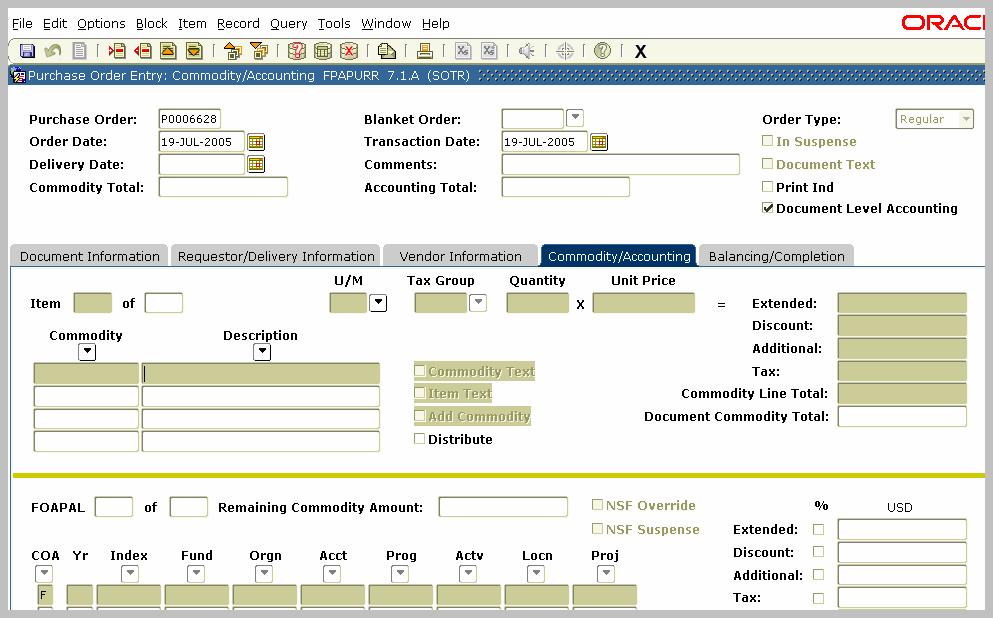 File Edit Options Block Item Record Query Tools Window Help
ORACL
X
Purchase Order Entry: Commodity/Accounting FPAPURR 7.1.A (SOTR)
Purchase Order: P0006628 Blanket Order: Order Type: Regular
Order Date: 19-JUL-2005 Transaction Date: 19-JUL-2005 In Suspense
Delivery Date: Comments: Document Text
Commodity Total: Accounting Total: Print Ind
Document Level Accounting
Document Information Requestor/Delivery Information Vendor Information Commodity/Accounting Balancing/Completion
U/M Tax Group Quantity Unit Price
Item of X = Extended:
Discount:
Commodity Description
Additional:
Commodity Text Tax:
Item Text Commodity Line Total:
Add Commodity Document Commodity Total:
Distribute
FOAPAL of Remaining Commodity Amount: NSF Override % USD
NSF Suspense Extended:
COA Yr Index Fund Orgn Acct Prog Actv Locn Proj Discount:
Additional:
F Tax: